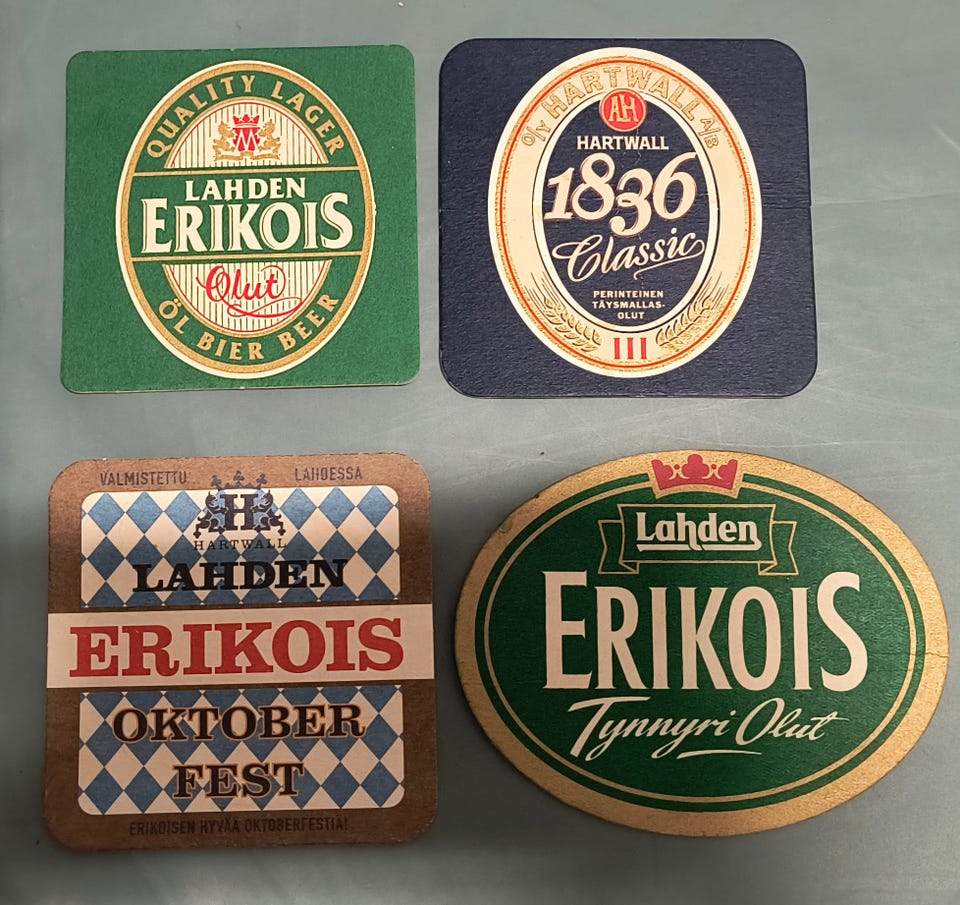 QUALITY LAGER
M
LAHDEN
ERIKOIS
Olut
ÖL BIER BEER
O/Y HARTWALL A/B
AH
HARTWALL
1836
Classic
PERINTEINEN
TÄYSMALLAS-
OLUT
III
VALMISTETTU LAHDESSA
H
HARTWALL
LAHDEN
ERIKOIS
OKTOBER
FEST
ERIKOISEN HYVÄÄ OKTOBERFESTIÄ!
Lahden
ERIKOIS
Tynnyri Olut